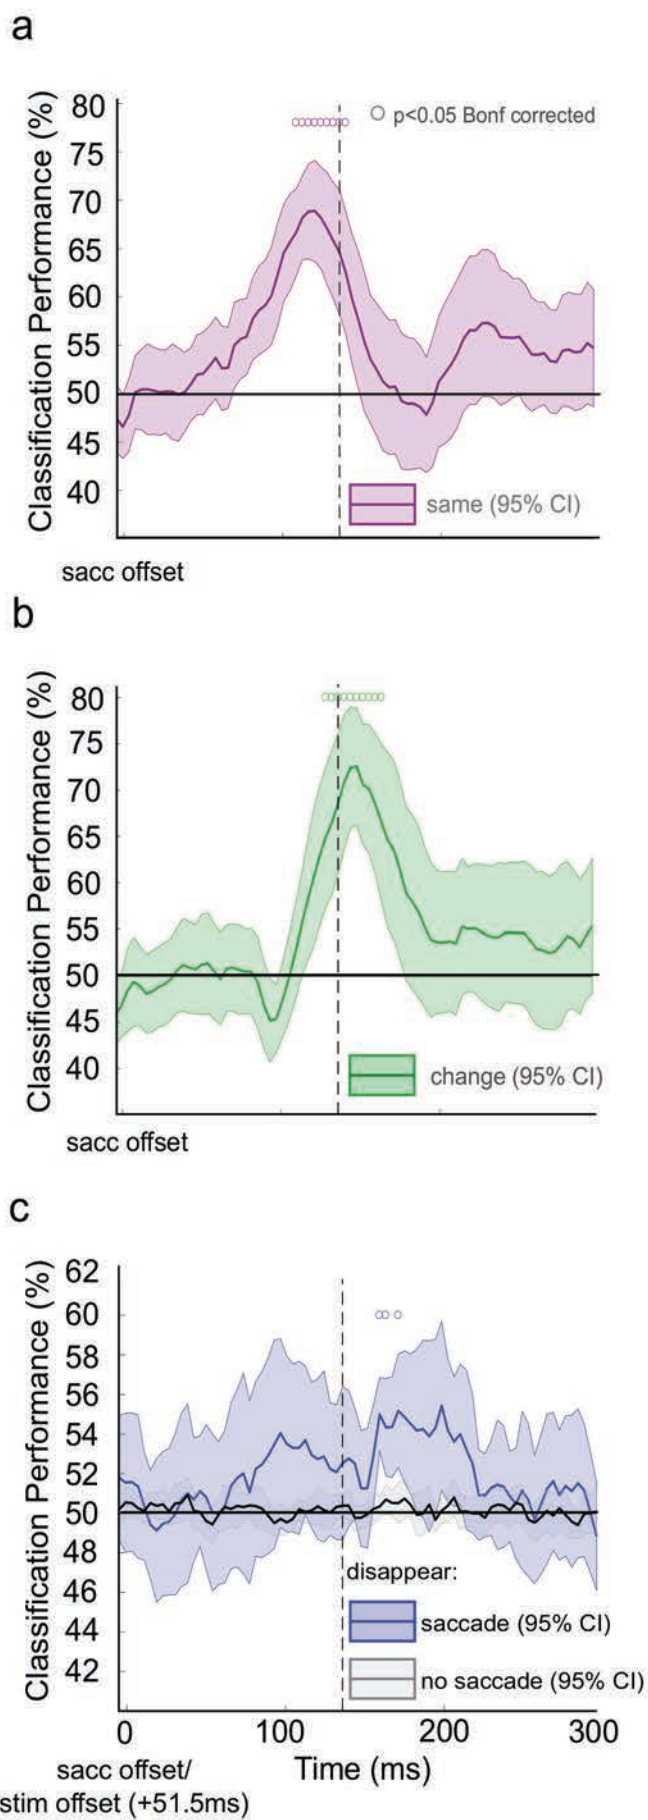 a
Classification Performance (%)
80
75
70
65
60
55
50
45
40
p<0.05 Bonf corrected
same (95% CI)
sacc offset
b
Classification Performance (%)
80
75
70
65
60
55
50
45
40
change (95% CI)
sacc offset
c
Classification Performance (%)
62
60
58
56
54
52
50
48
46
44
42
disappear:
saccade (95% CI)
no saccade (95% CI)
0 100 200 300
sacc offset/
stim offset (+51.5ms)
Time (ms)